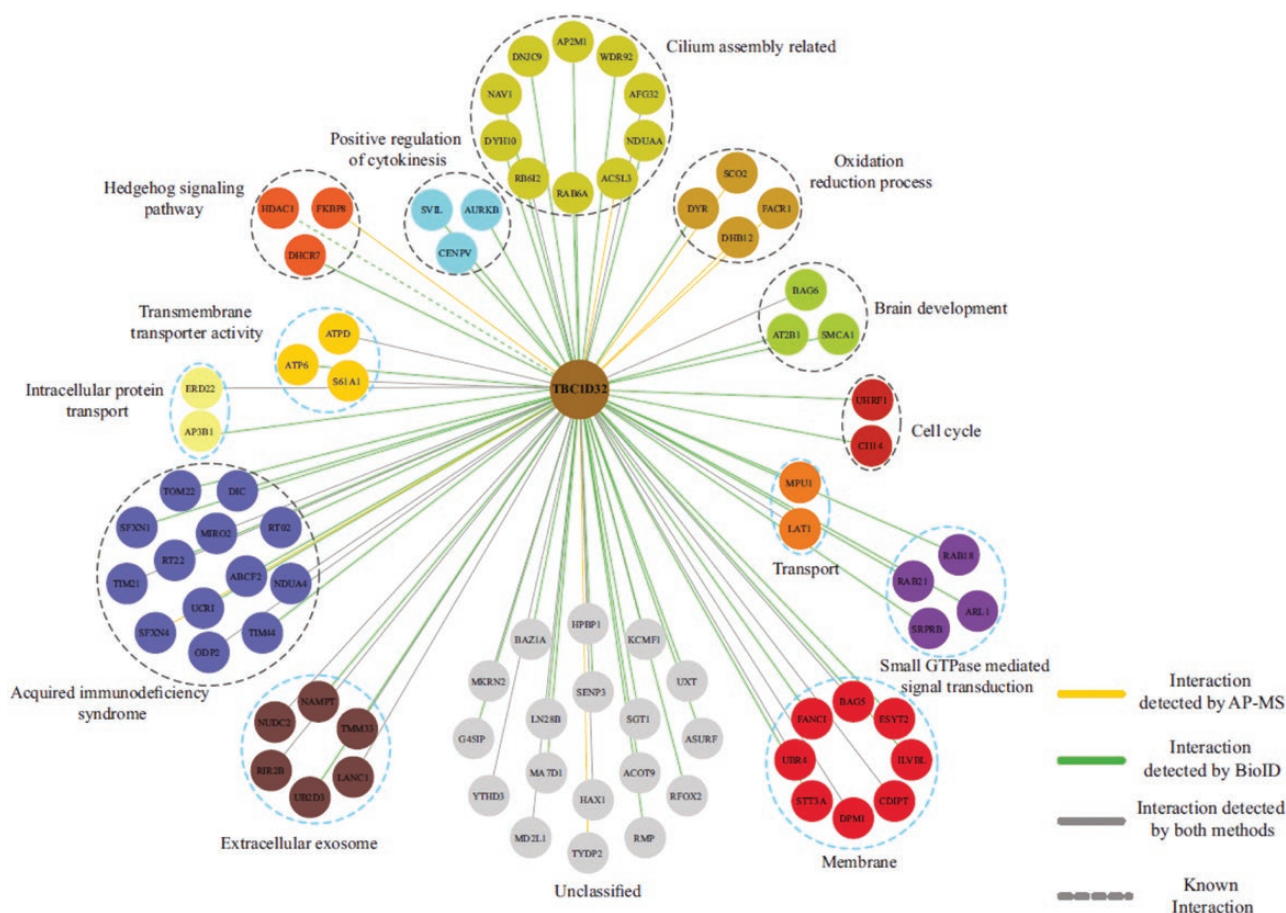 Cilium assembly related
AP2M1
DNJC9
WDR92
NAV1
AFG32
DYH10
NDUAA
RB6I2
RAB6A
ACSL3
Positive regulation
of cytokinesis
SVIL
AURKB
CENPV
Hedgehog signaling
pathway
HDAC1
FKBP8
DHCR7
Oxidation
reduction process
SCO2
DYR
FACR1
DHB12
Brain development
BAG6
AT2B1
SMCA1
Transmembrane
transporter activity
ATPD
ATP6
S61A1
TBC1D32
Intracellular protein
transport
ERD22
AP3B1
UHRF1
CI114
Cell cycle
MPU1
LAT1
Transport
TOM22
DIC
SFXN1
MIRO2
RT02
RT22
TIM21
ABCF2
NDUA4
UCRI
SFXN4
TIM44
ODP2
Acquired immunodeficiency
syndrome
RAB18
RAB21
ARL1
SRPRB
Small GTPase mediated
signal transduction
NAMPT
NUDC2
TMM33
RIR2B
LANC1
UB2D3
Extracellular exosome
HPBP1
BAZ1A
KCMF1
MKRN2
SENP3
UXT
LN28B
SGT1
G4SIP
ASURF
MA7D1
ACOT9
YTHD3
HAX1
RFOX2
MD2L1
RMP
TYDP2
Unclassified
BAG5
FANCI
ESYT2
UBR4
ILVBL
STT3A
CDIPT
DPM1
Membrane
Interaction
detected by AP-MS
Interaction
detected by BioID
Interaction detected
by both methods
Known
Interaction